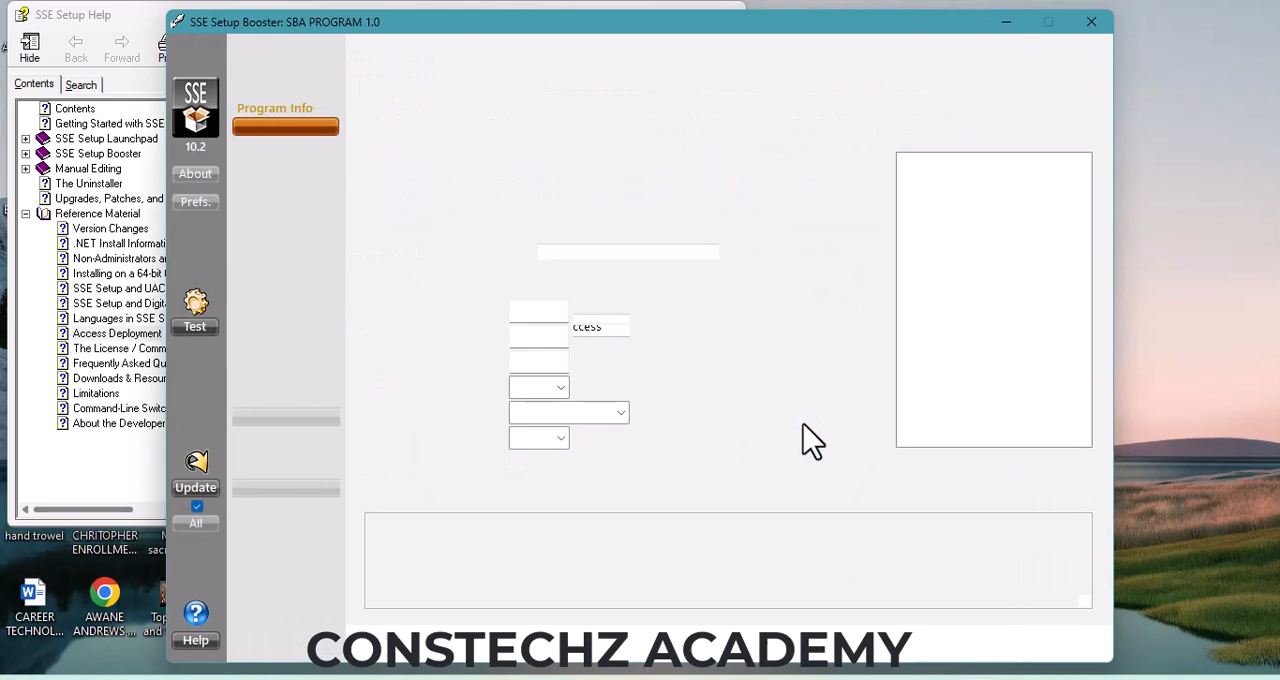 SSE Setup Help
Hide
Back
Forward
Contents
Search
Contents
Getting Started with SSE
SSE Setup Launchpad
SSE Setup Booster
Manual Editing
The Uninstaller
Upgrades, Patches, and
Reference Material
Version Changes
.NET Install Informati
Non-Administrators a
Installing on a 64-bit
SSE Setup and UAC
SSE Setup and Digit
Languages in SSE S
Access Deployment
The License / Comm
Frequently Asked Qu
Downloads & Resour
Limitations
Command-Line Switc
About the Developer
hand trowel
CHRITOPHER
ENROLLME...
sac
CAREER
TECHNOL...
AWANE
ANDREWS ...
Top
and
SSE Setup Booster: SBA PROGRAM 1.0
SSE
10.2
About
Prefs.
Test
Update
All
Help
Program Info
ccess
CONSTECHZ ACADEMY